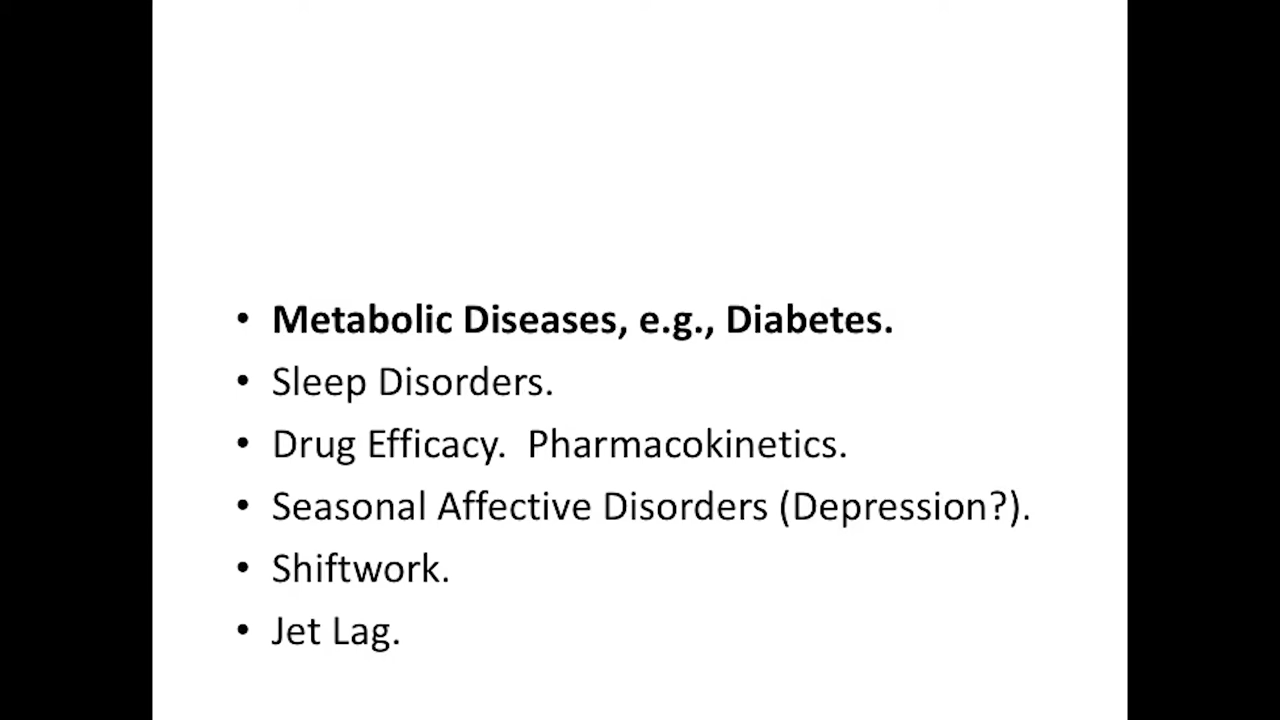 • Metabolic Diseases, e.g., Diabetes.
• Sleep Disorders.
• Drug Efficacy.  Pharmacokinetics.
• Seasonal Affective Disorders (Depression?).
• Shiftwork.
• Jet Lag.